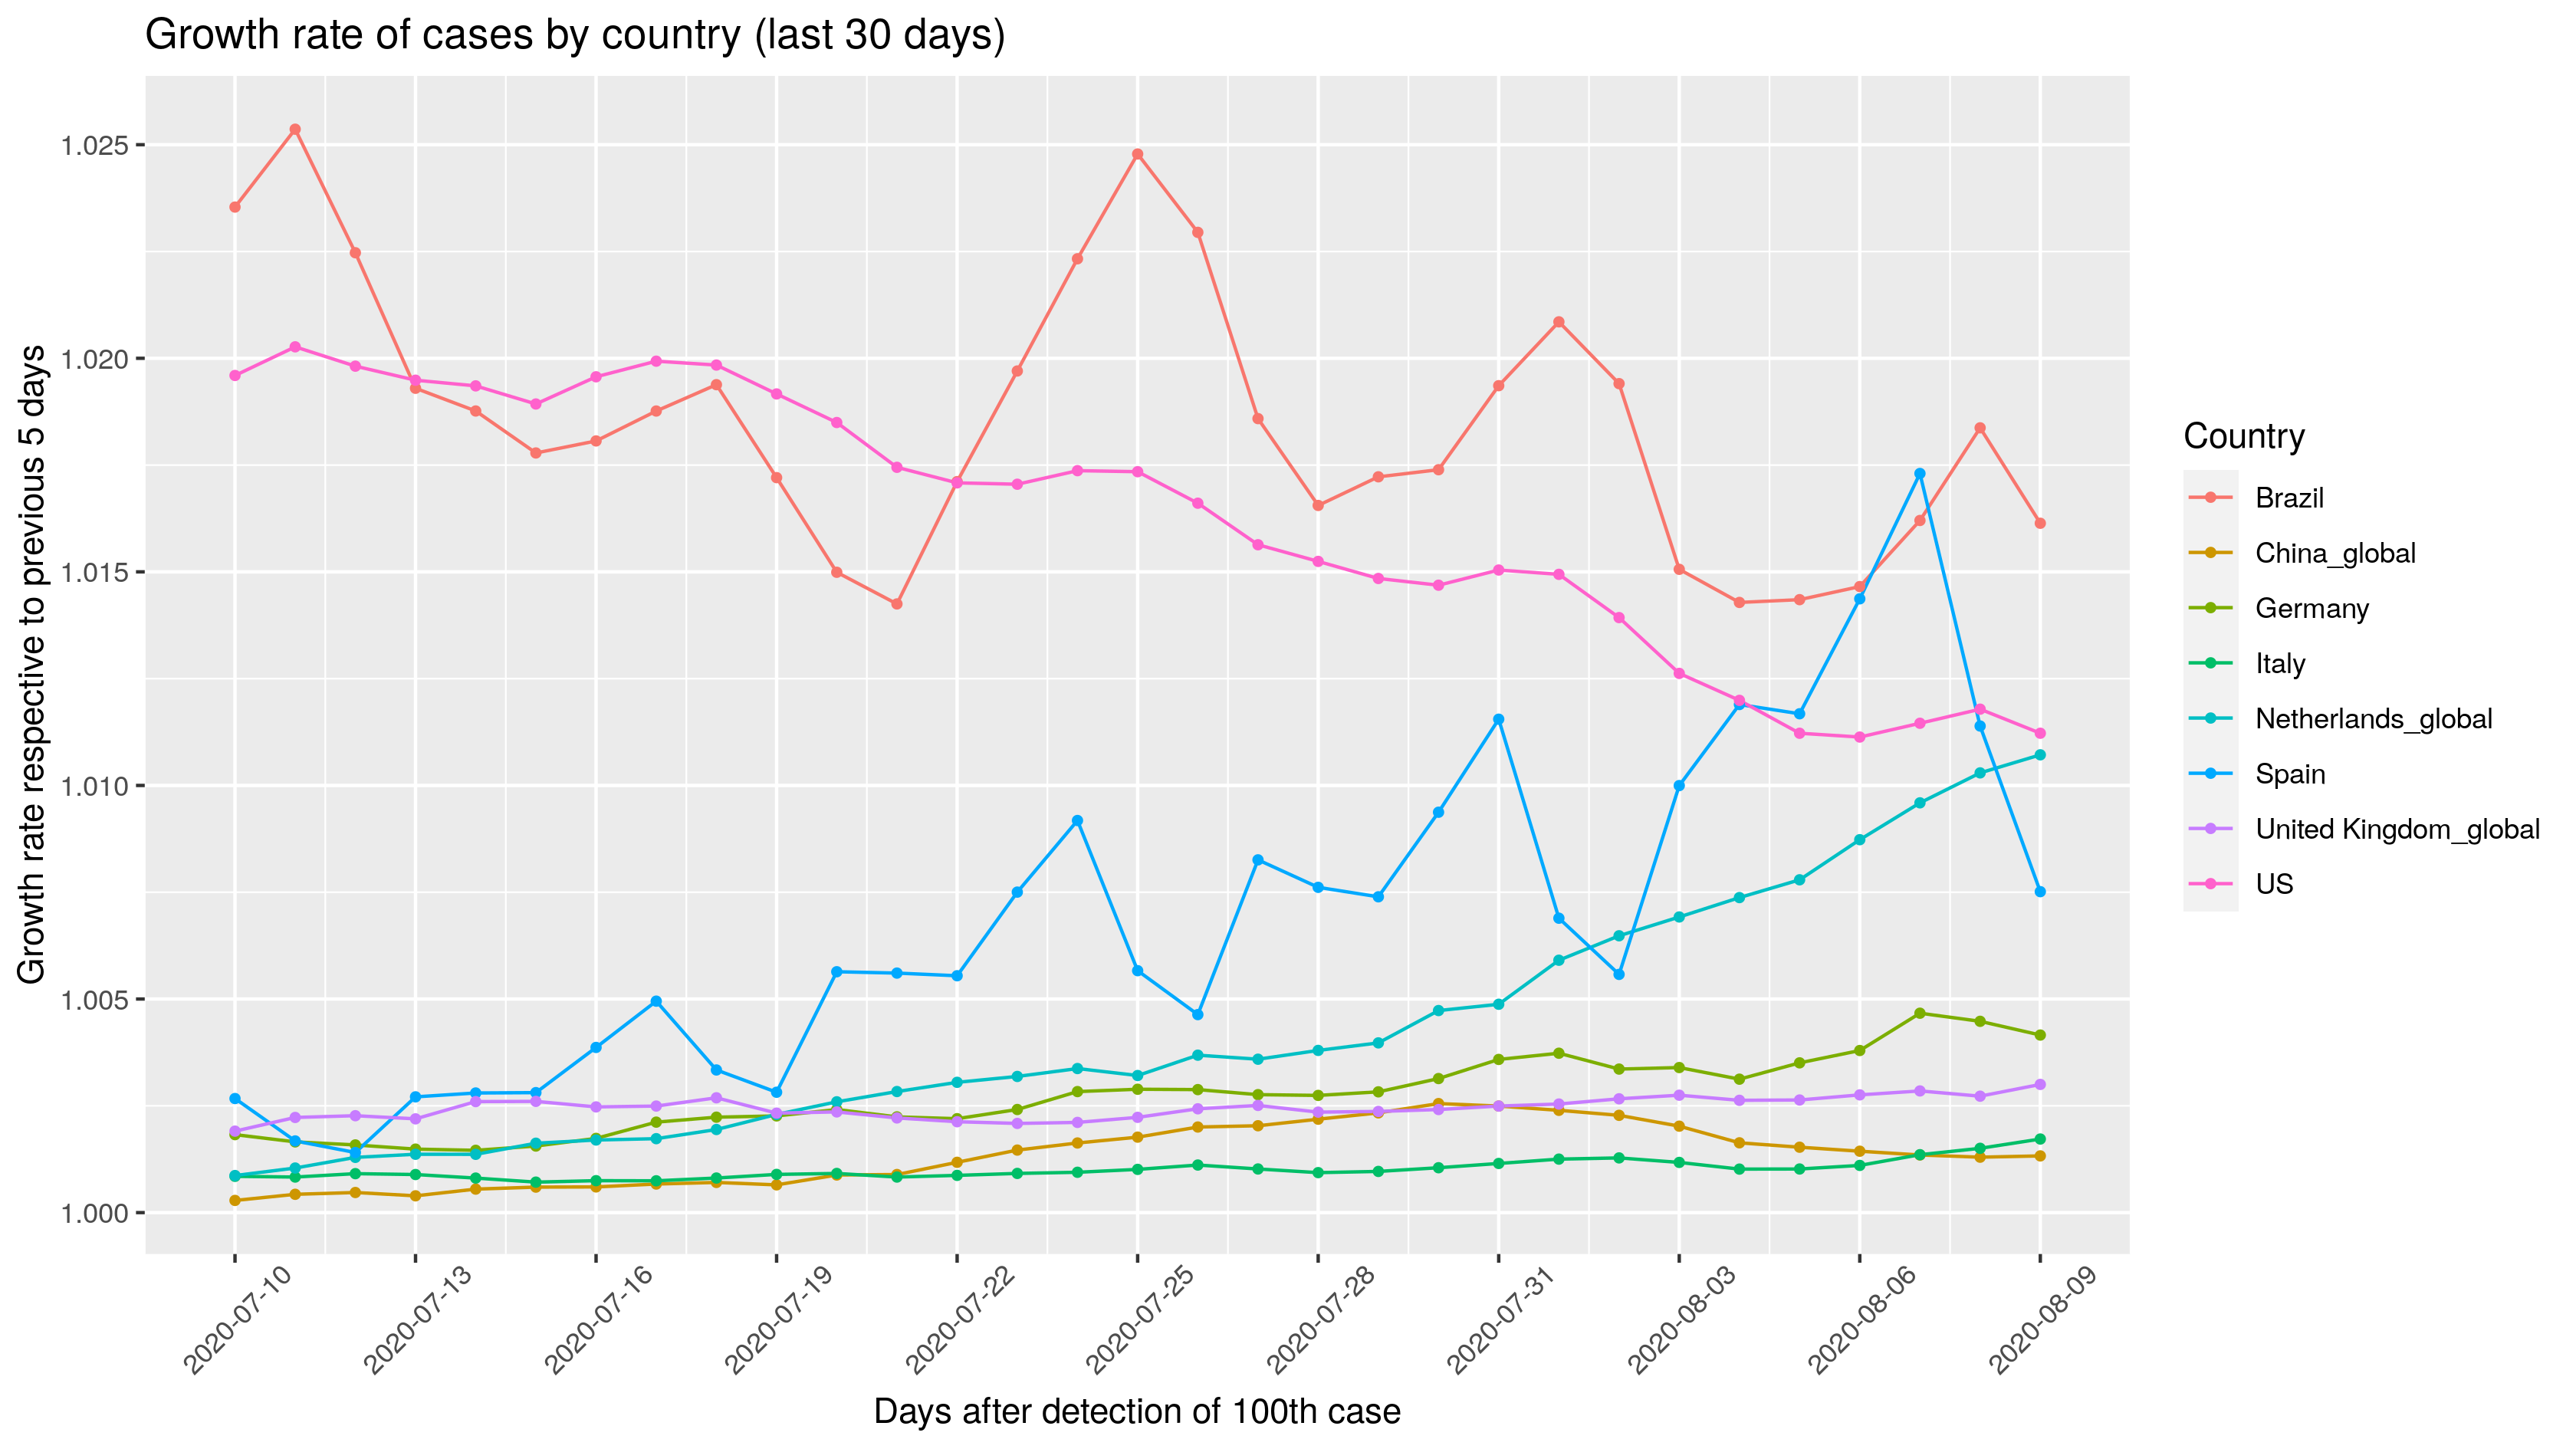 Growth rate of cases by country (last 30 days)
Growth rate respective to previous 5 days
1.025
1.020
1.015
1.010
1.005
1.000
2020-07-10
2020-07-13
2020-07-16
2020-07-19
2020-07-22
2020-07-25
2020-07-28
2020-07-31
2020-08-03
2020-08-06
2020-08-09
Days after detection of 100th case
Country
Brazil
China_global
Germany
Italy
Netherlands_global
Spain
United Kingdom_global
US